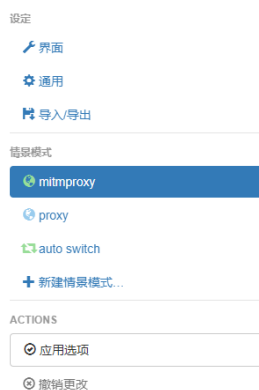 设定
界面
通用
导入/导出
情景模式
mitmproxy
proxy
auto switch
新建情景模式…
ACTIONS
应用选项
撤销更改